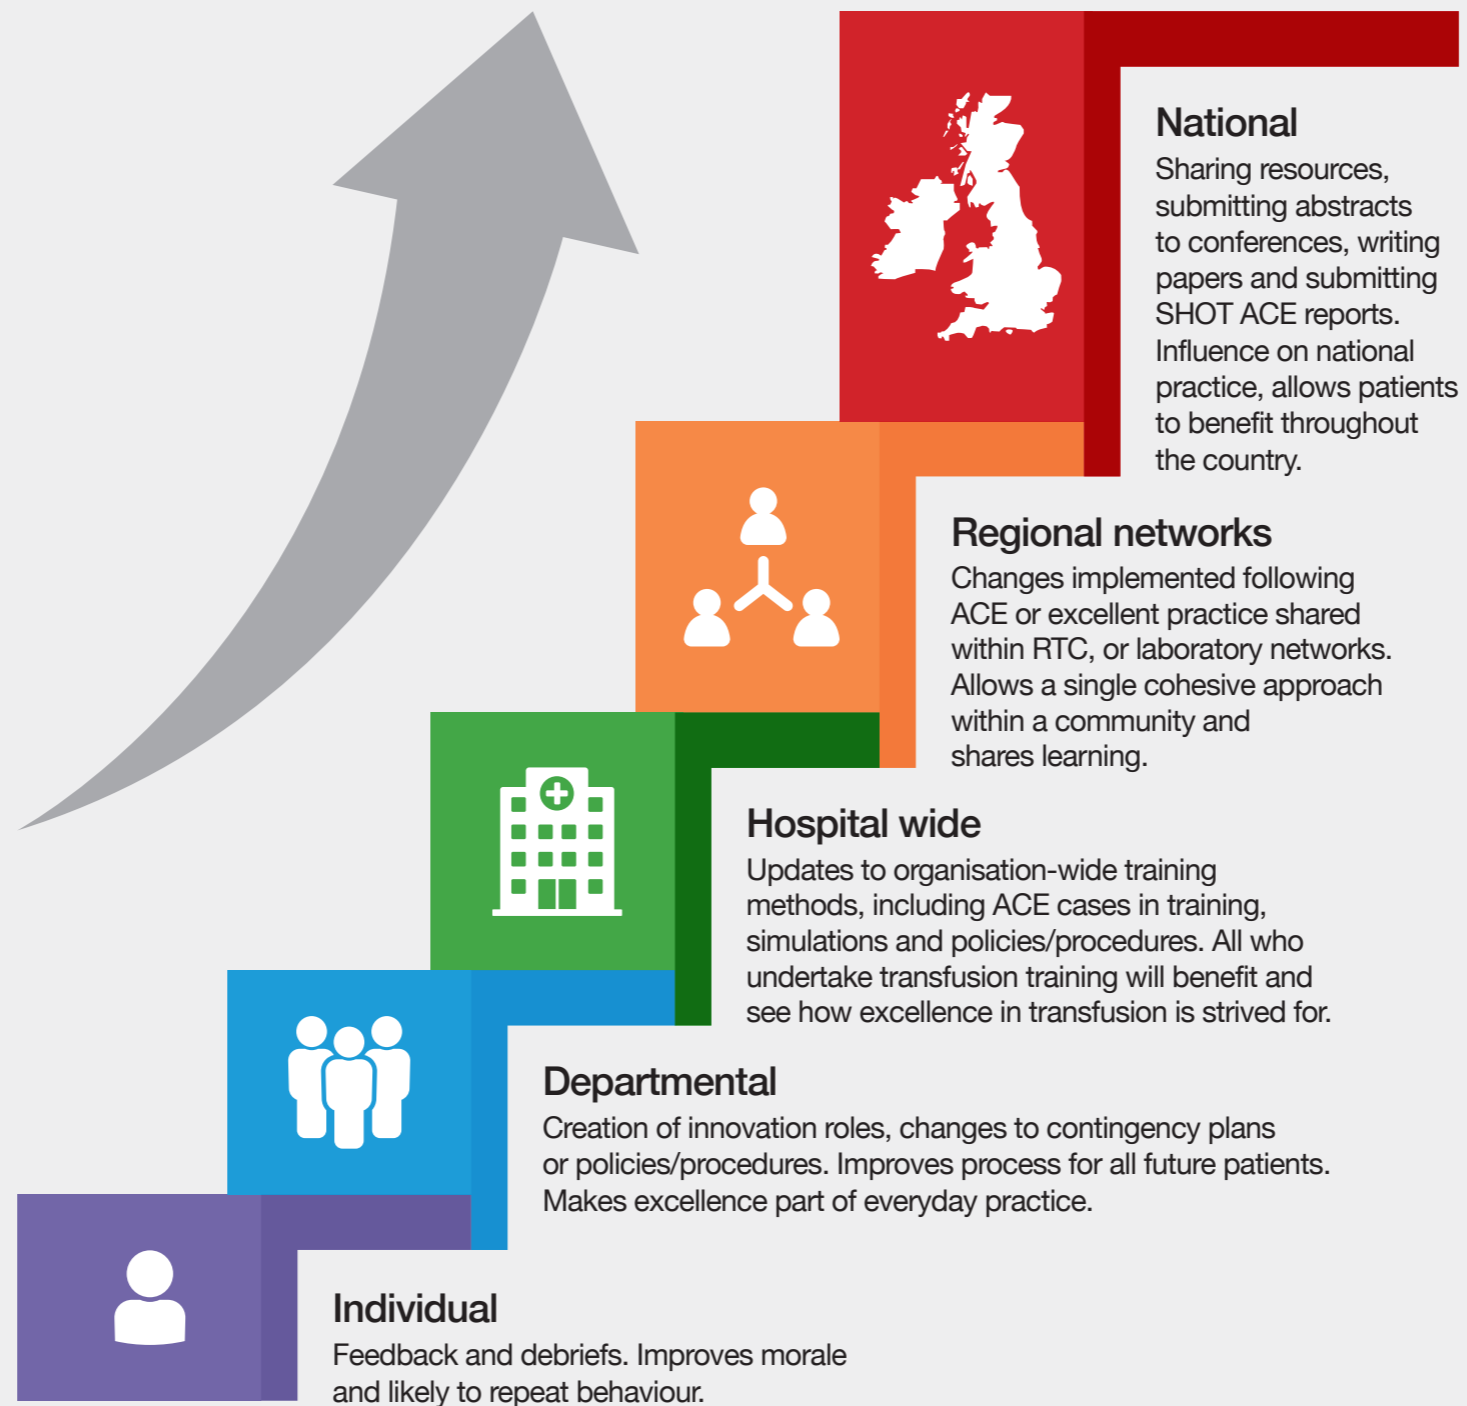 National
Sharing resources,
submitting abstracts
to conferences, writing
papers and submitting
SHOT ACE reports.
Influence on national
practice, allows patients
to benefit throughout
the country.
Regional networks
Changes implemented following
ACE or excellent practice shared
within RTC, or laboratory networks.
Allows a single cohesive approach
within a community and
shares learning.
Hospital wide
Updates to organisation-wide training
methods, including ACE cases in training,
simulations and policies/procedures. All who
undertake transfusion training will benefit and
see how excellence in transfusion is strived for.
Departmental
Creation of innovation roles, changes to contingency plans
or policies/procedures. Improves process for all future patients.
Makes excellence part of everyday practice.
Individual
Feedback and debriefs. Improves morale
and likely to repeat behaviour.